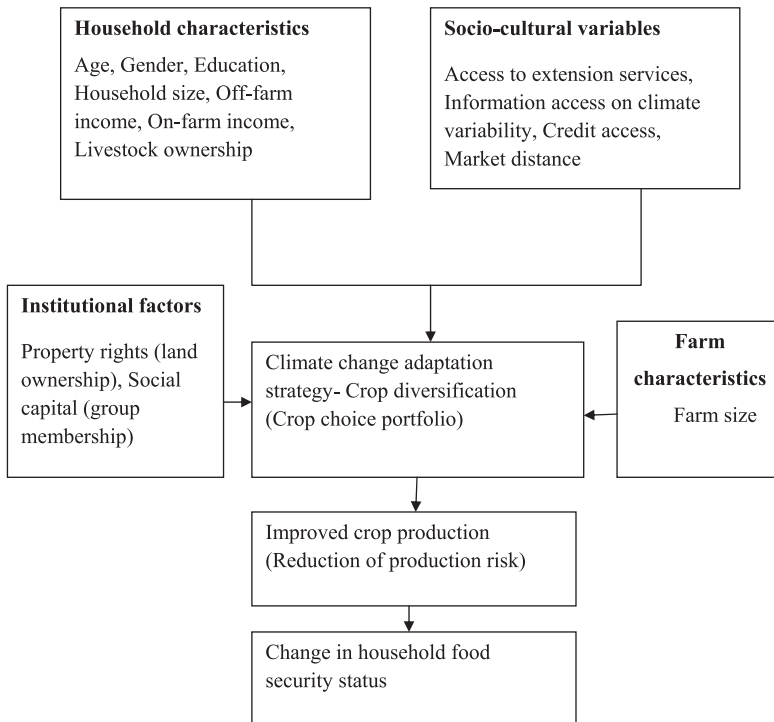 Household characteristics
Age, Gender, Education,
Household size, Off-farm
income, On-farm income,
Livestock ownership
Socio-cultural variables
Access to extension services,
Information access on climate
variability, Credit access,
Market distance
Institutional factors
Property rights (land
ownership), Social
capital (group
membership)
Climate change adaptation
strategy- Crop diversification
(Crop choice portfolio)
Farm
characteristics
Farm size
Improved crop production
(Reduction of production risk)
Change in household food
security status